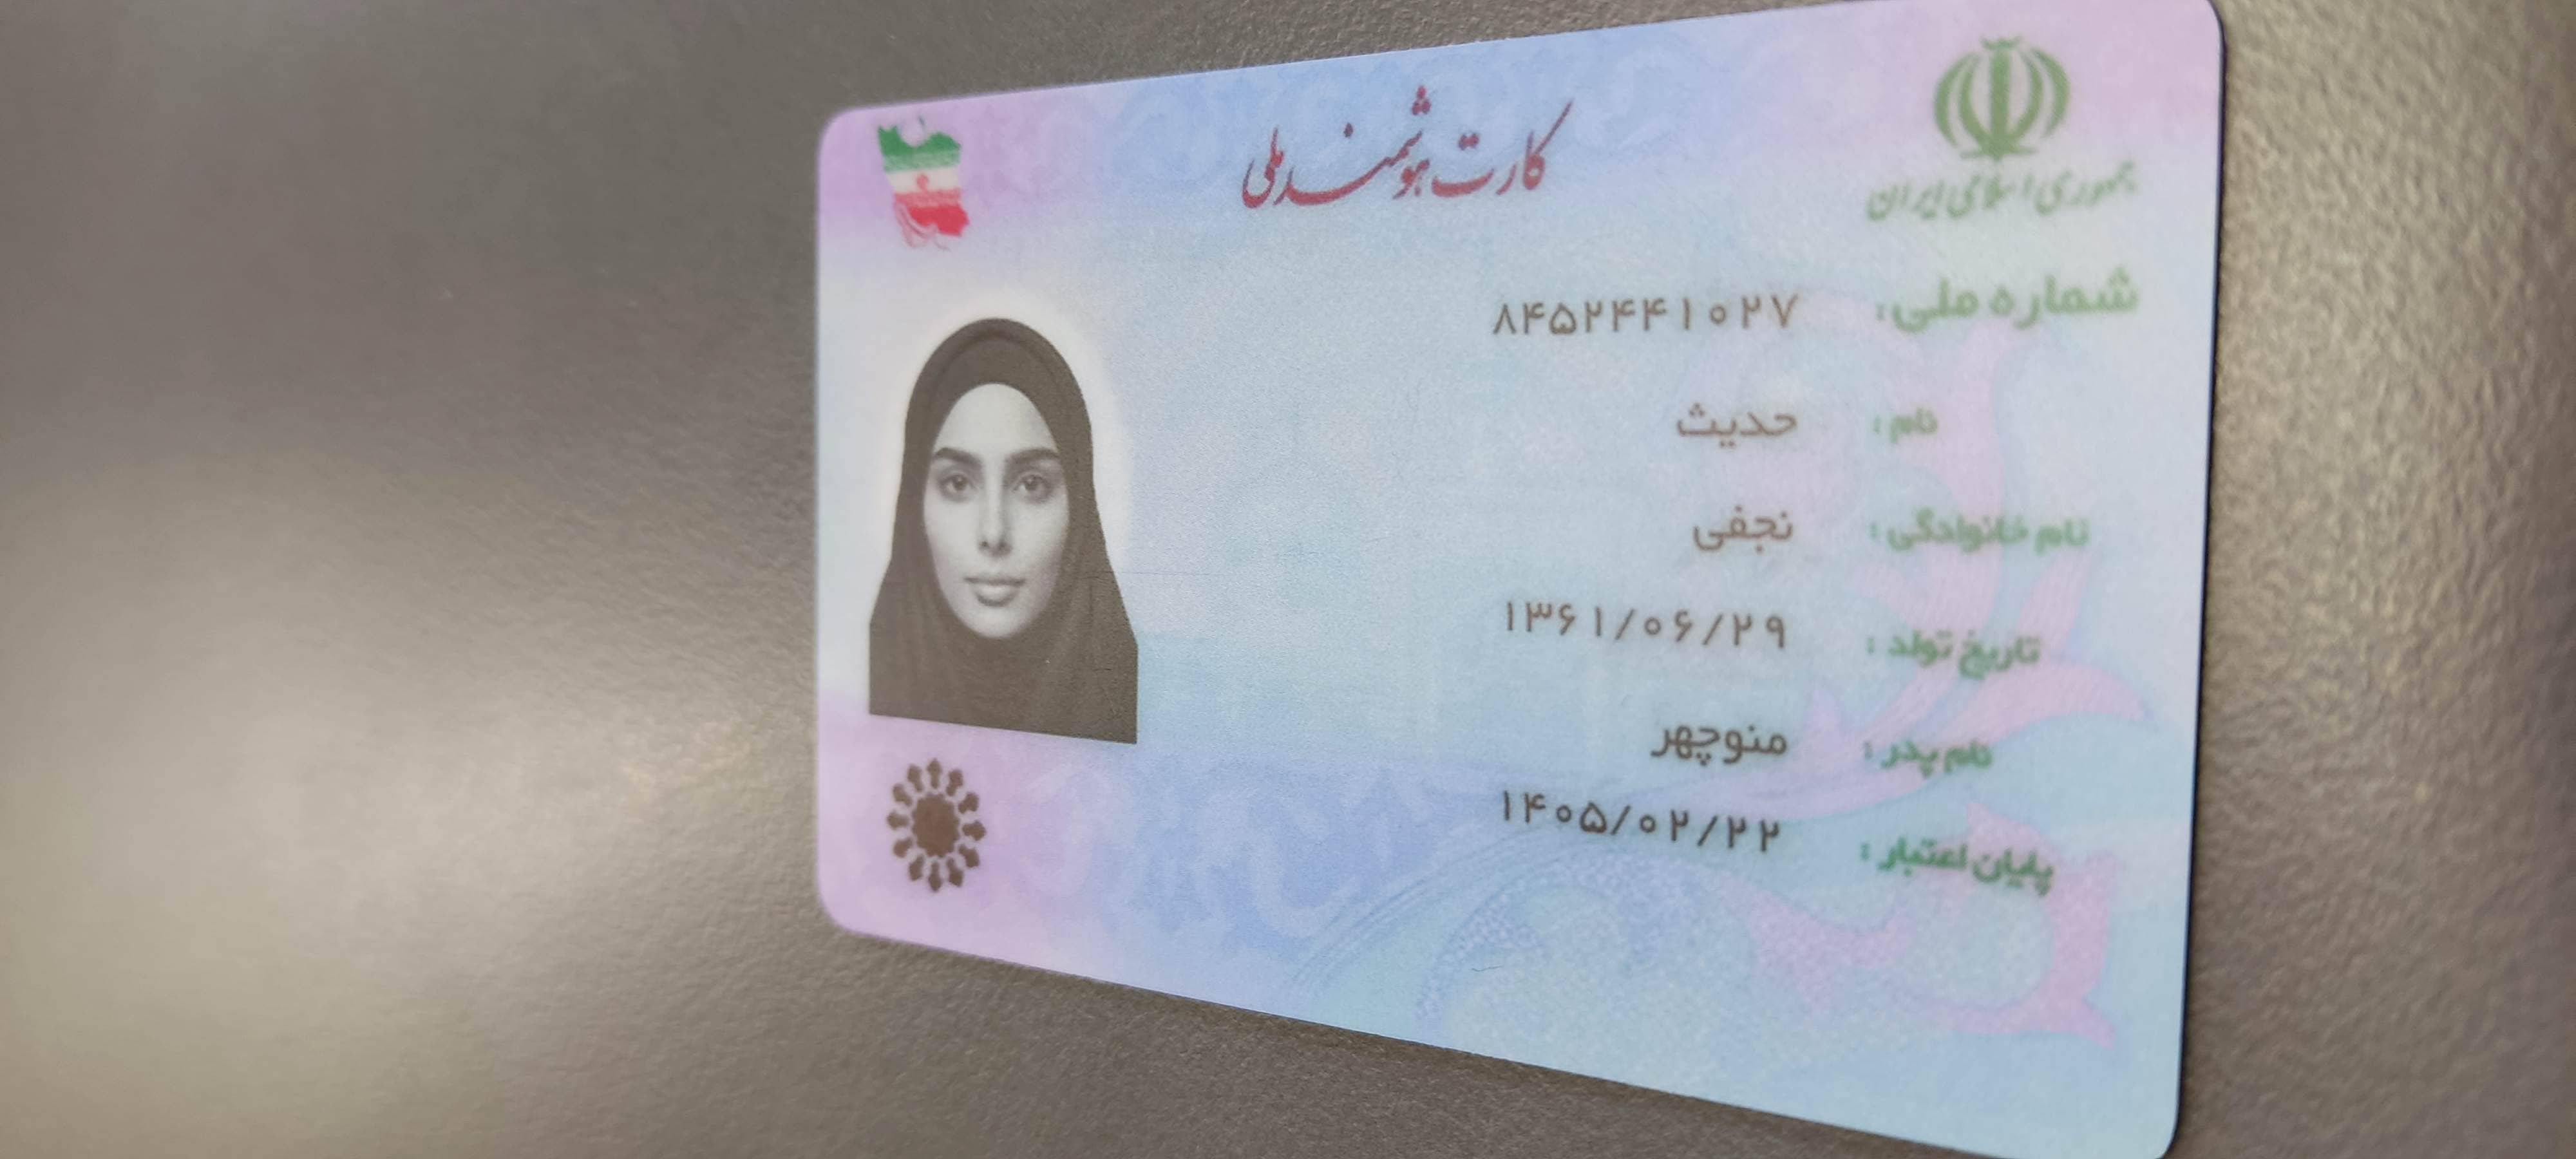 جمهوری اسلامی ایران
کارت هوشمند ملی
شماره ملی: ۸۴۵۲۴۴۱۰۲۷
نام: حدیث
نام خانوادگی: نجفی
تاریخ تولد: ۱۳۶۱/۰۶/۲۹
نام پدر: منوچهر
پایان اعتبار: ۱۴۰۵/۰۲/۲۲